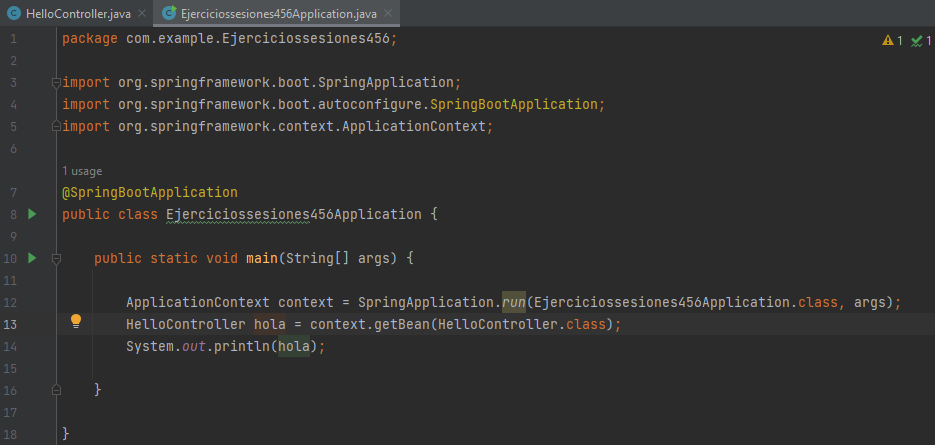 HelloController.java Ejerciciossesiones456Application.java
1 package com.example.Ejerciciossesiones456; 1 1
2
3 import org.springframework.boot.SpringApplication;
4 import org.springframework.boot.autoconfigure.SpringBootApplication;
5 import org.springframework.context.ApplicationContext;
6
1 usage
7 @SpringBootApplication
8 public class Ejerciciossesiones456Application {
9
10 public static void main(String[] args) {
11
12 ApplicationContext context = SpringApplication.run(Ejerciciossesiones456Application.class, args);
13 HelloController hola = context.getBean(HelloController.class);
14 System.out.println(hola);
15
16 }
17
18 }